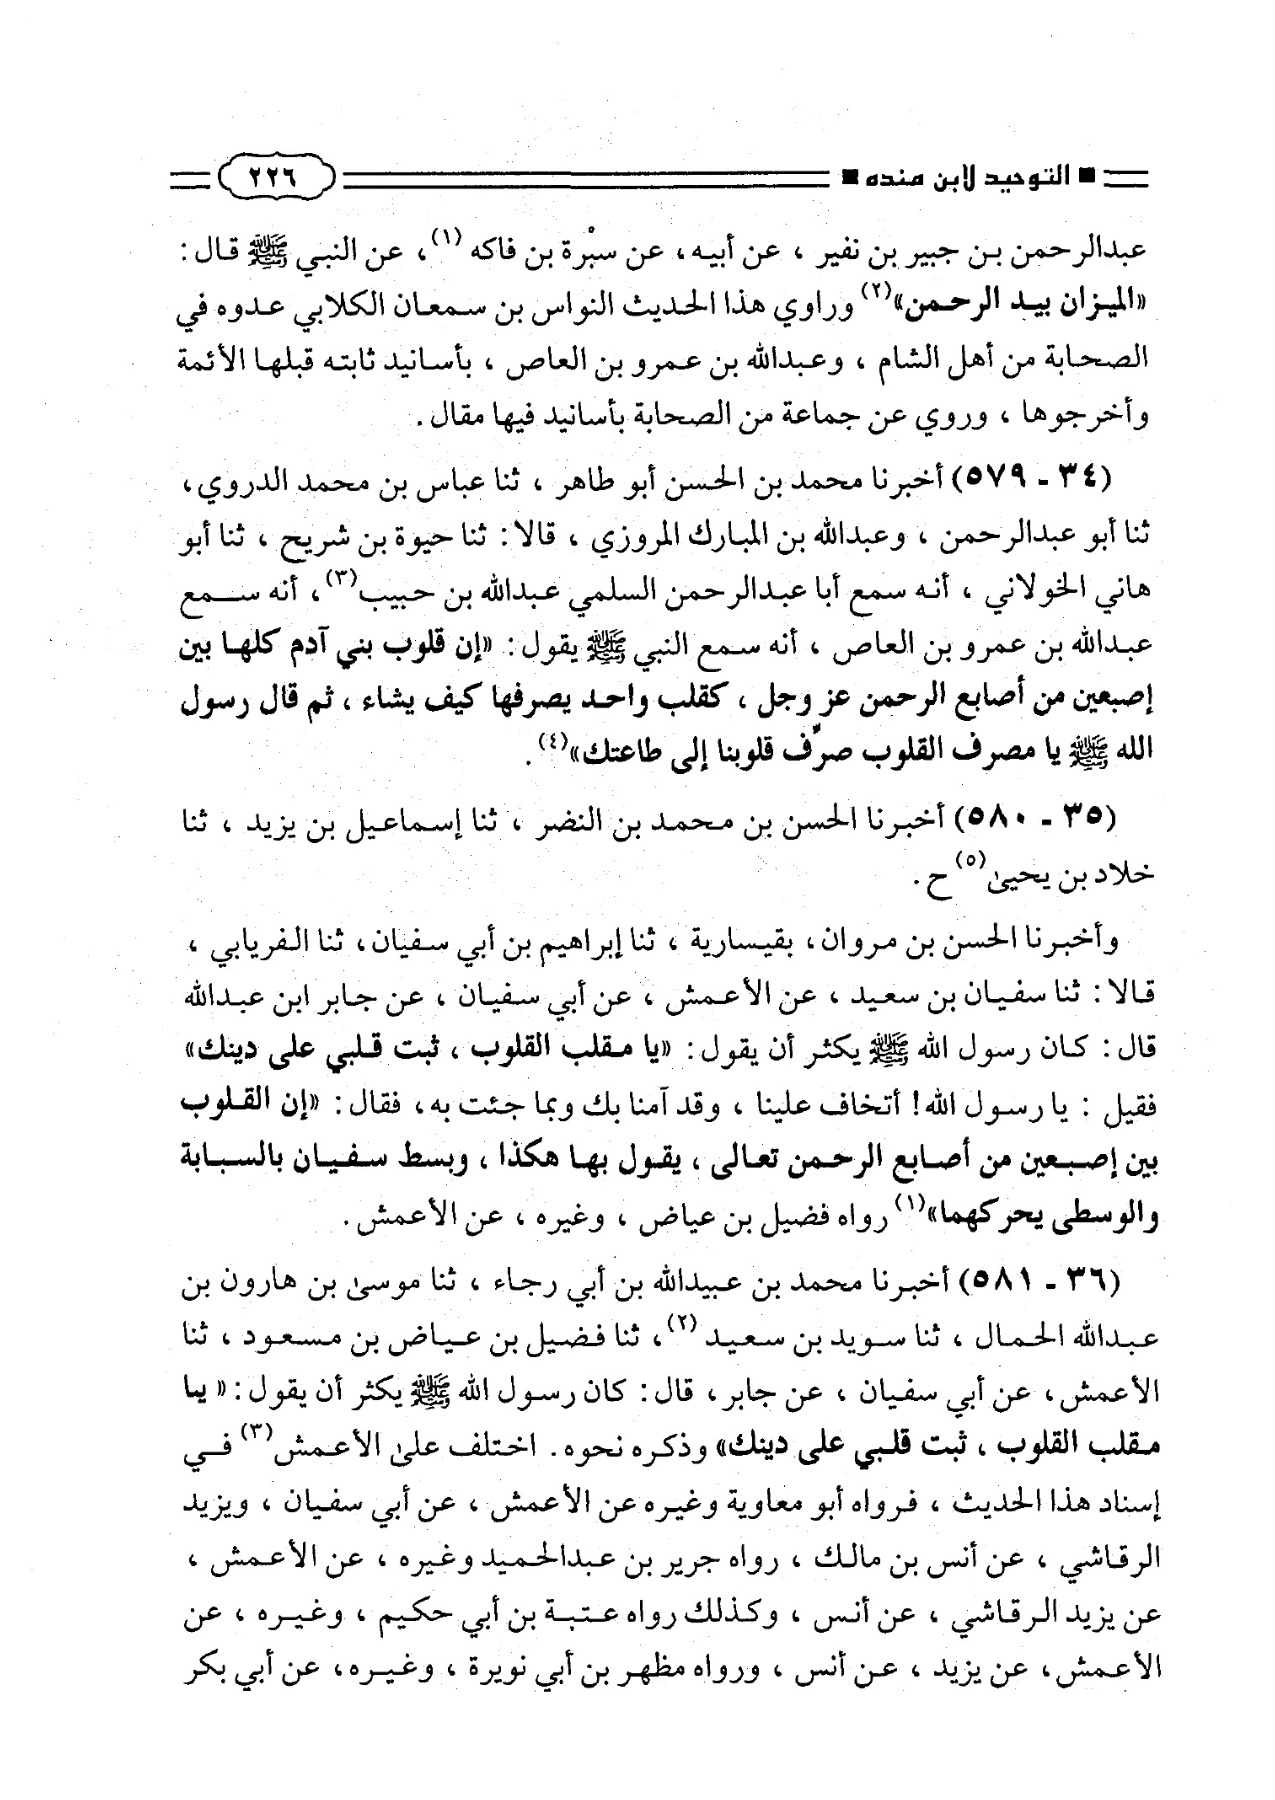 ■ التوحيد لابن منده ■ ٢٢٦
عبدالرحمن بن جبير بن نفير ، عن أبيه، عن سبْرة بن فاكه (١)، عن النبي ﷺ قال:
«الميزان بيد الرحمن»(٢) وراوي هذا الحديث النواس بن سمعان الكلابي عدوه في
الصحابة من أهل الشام ، وعبدالله بن عمرو بن العاص ، بأسانيد ثابته قبلها الأئمة
وأخرجوها ، وروي عن جماعة من الصحابة بأسانيد فيها مقال.
(٣٤ - ٥٧٩) أخبرنا محمد بن الحسن أبو طاهر ، ثنا عباس بن محمد الدروي،
ثنا أبو عبدالرحمن ، وعبدالله بن المبارك المروزي ، قالا: ثنا حيوة بن شريح ، ثنا أبو
هاني الخولاني ، أنه سمع أبا عبدالرحمن السلمي عبدالله بن حبيب(٣)، أنه سمع
عبدالله بن عمرو بن العاص ، أنه سمع النبي ﷺ يقول: «إن قلوب بني آدم كلها بين
إصبعين من أصابع الرحمن عز وجل ، كقلب واحد يصرفها كيف يشاء ، ثم قال رسول
الله ﷺ يا مصرف القلوب صرِّف قلوبنا إلى طاعتك»(٤).
(٣٥ - ٥٨٠) أخبرنا الحسن بن محمد بن النضر ، ثنا إسماعيل بن يزيد ، ثنا
خلاد بن يحيى(٥) ح.
وأخبرنا الحسن بن مروان، بقيسارية ، ثنا إبراهيم بن أبي سفيان، ثنا الفريابي ،
قالا: ثنا سفيان بن سعيد ، عن الأعمش ، عن أبي سفيان ، عن جابر ابن عبدالله
قال: كان رسول الله ﷺ يكثر أن يقول: «يا مقلب القلوب ، ثبت قلبي على دينك»
فقيل : يا رسول الله! أتخاف علينا ، وقد آمنا بك وبما جئت به، فقال: «إن القلوب
بين إصبعين من أصابع الرحمن تعالى ، يقول بها هكذا ، وبسط سفيان بالسبابة
والوسطى يحركهما»(١) رواه فضيل بن عياض ، وغيره ، عن الأعمش.
(٣٦ - ٥٨١) أخبرنا محمد بن عبيدالله بن أبي رجاء ، ثنا موسى بن هارون بن
عبدالله الحمال ، ثنا سويد بن سعيد (٢)، ثنا فضيل بن عياض بن مسعود ، ثنا
الأعمش، عن أبي سفيان ، عن جابر، قال: كان رسول الله ﷺ يكثر أن يقول: « يا
مقلب القلوب ، ثبت قلبي على دينك» وذكره نحوه. اختلف على الأعمش(٣) في
إسناد هذا الحديث ، فرواه أبو معاوية وغيره عن الأعمش ، عن أبي سفيان ، ويزيد
الرقاشي ، عن أنس بن مالك ، رواه جرير بن عبدالحميد وغيره ، عن الأعمش ،
عن يزيد الرقاشي ، عن أنس ، وكذلك رواه عتبة بن أبي حكيم ، وغيره ، عن
الأعمش، عن يزيد ، عن أنس ، ورواه مظهر بن أبي نويرة ، وغيره، عن أبي بكر